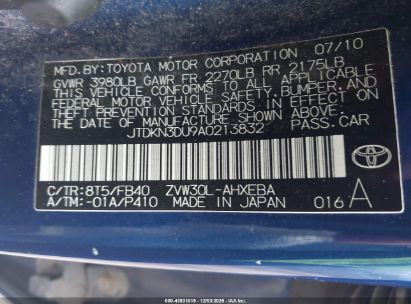 MFD. BY: TOYOTA MOTOR CORPORATION 07/10
GVWR 3980LB GAWR FR 2270LB RR 2175LB
THIS VEHICLE CONFORMS TO ALL APPLICABLE
FEDERAL MOTOR VEHICLE SAFETY, BUMPER, AND
THEFT PREVENTION STANDARDS IN EFFECT ON
THE DATE OF MANUFACTURE SHOWN ABOVE.
JTDKN3DU9A0213832 PASS.CAR
C/TR: 8T5/FB40 ZVW30L-AHXEBA
A/TM: -01A/P410 MADE IN JAPAN 016 A
TOYOTA